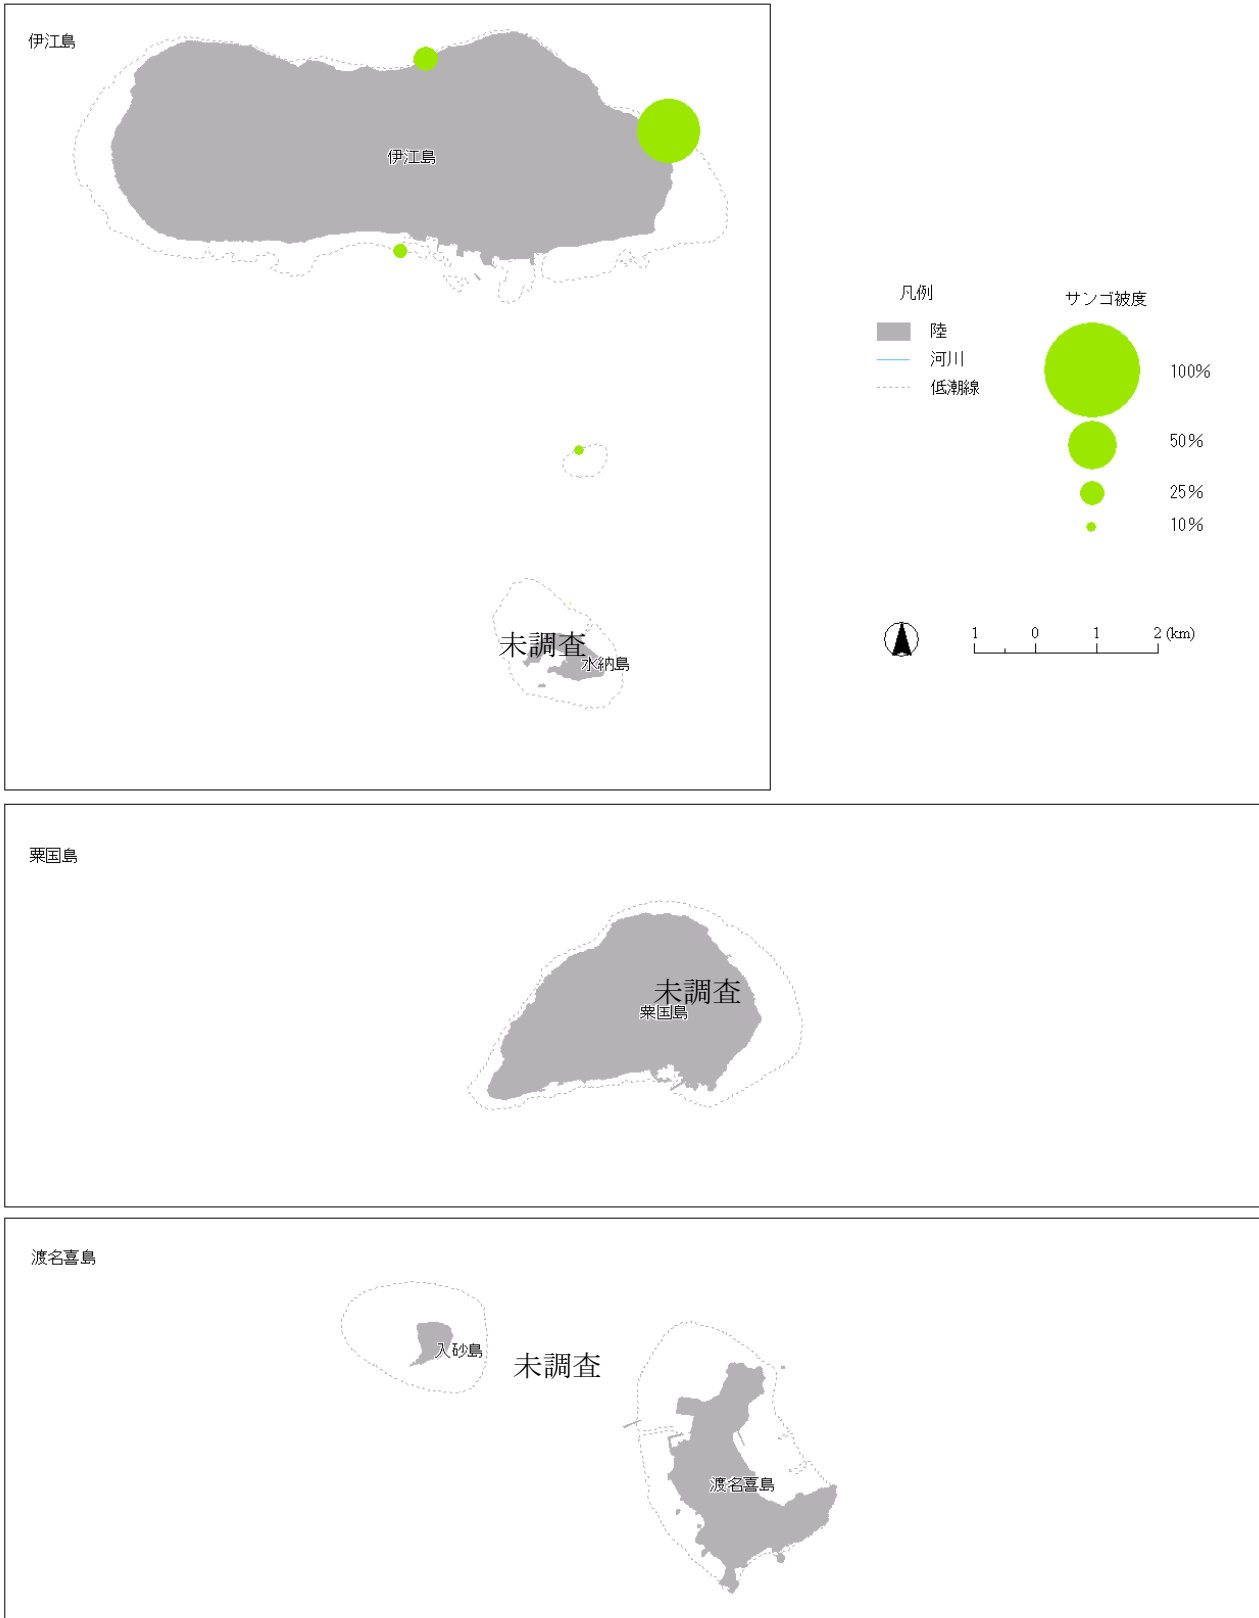 伊江島
伊江島
凡例
陸
河川
低潮線
サンゴ被度
100%
50%
25%
10%
1 0 1 2 (km)
未調査
水納島
粟国島
未調査
粟国島
渡名喜島
入砂島
未調査
渡名喜島